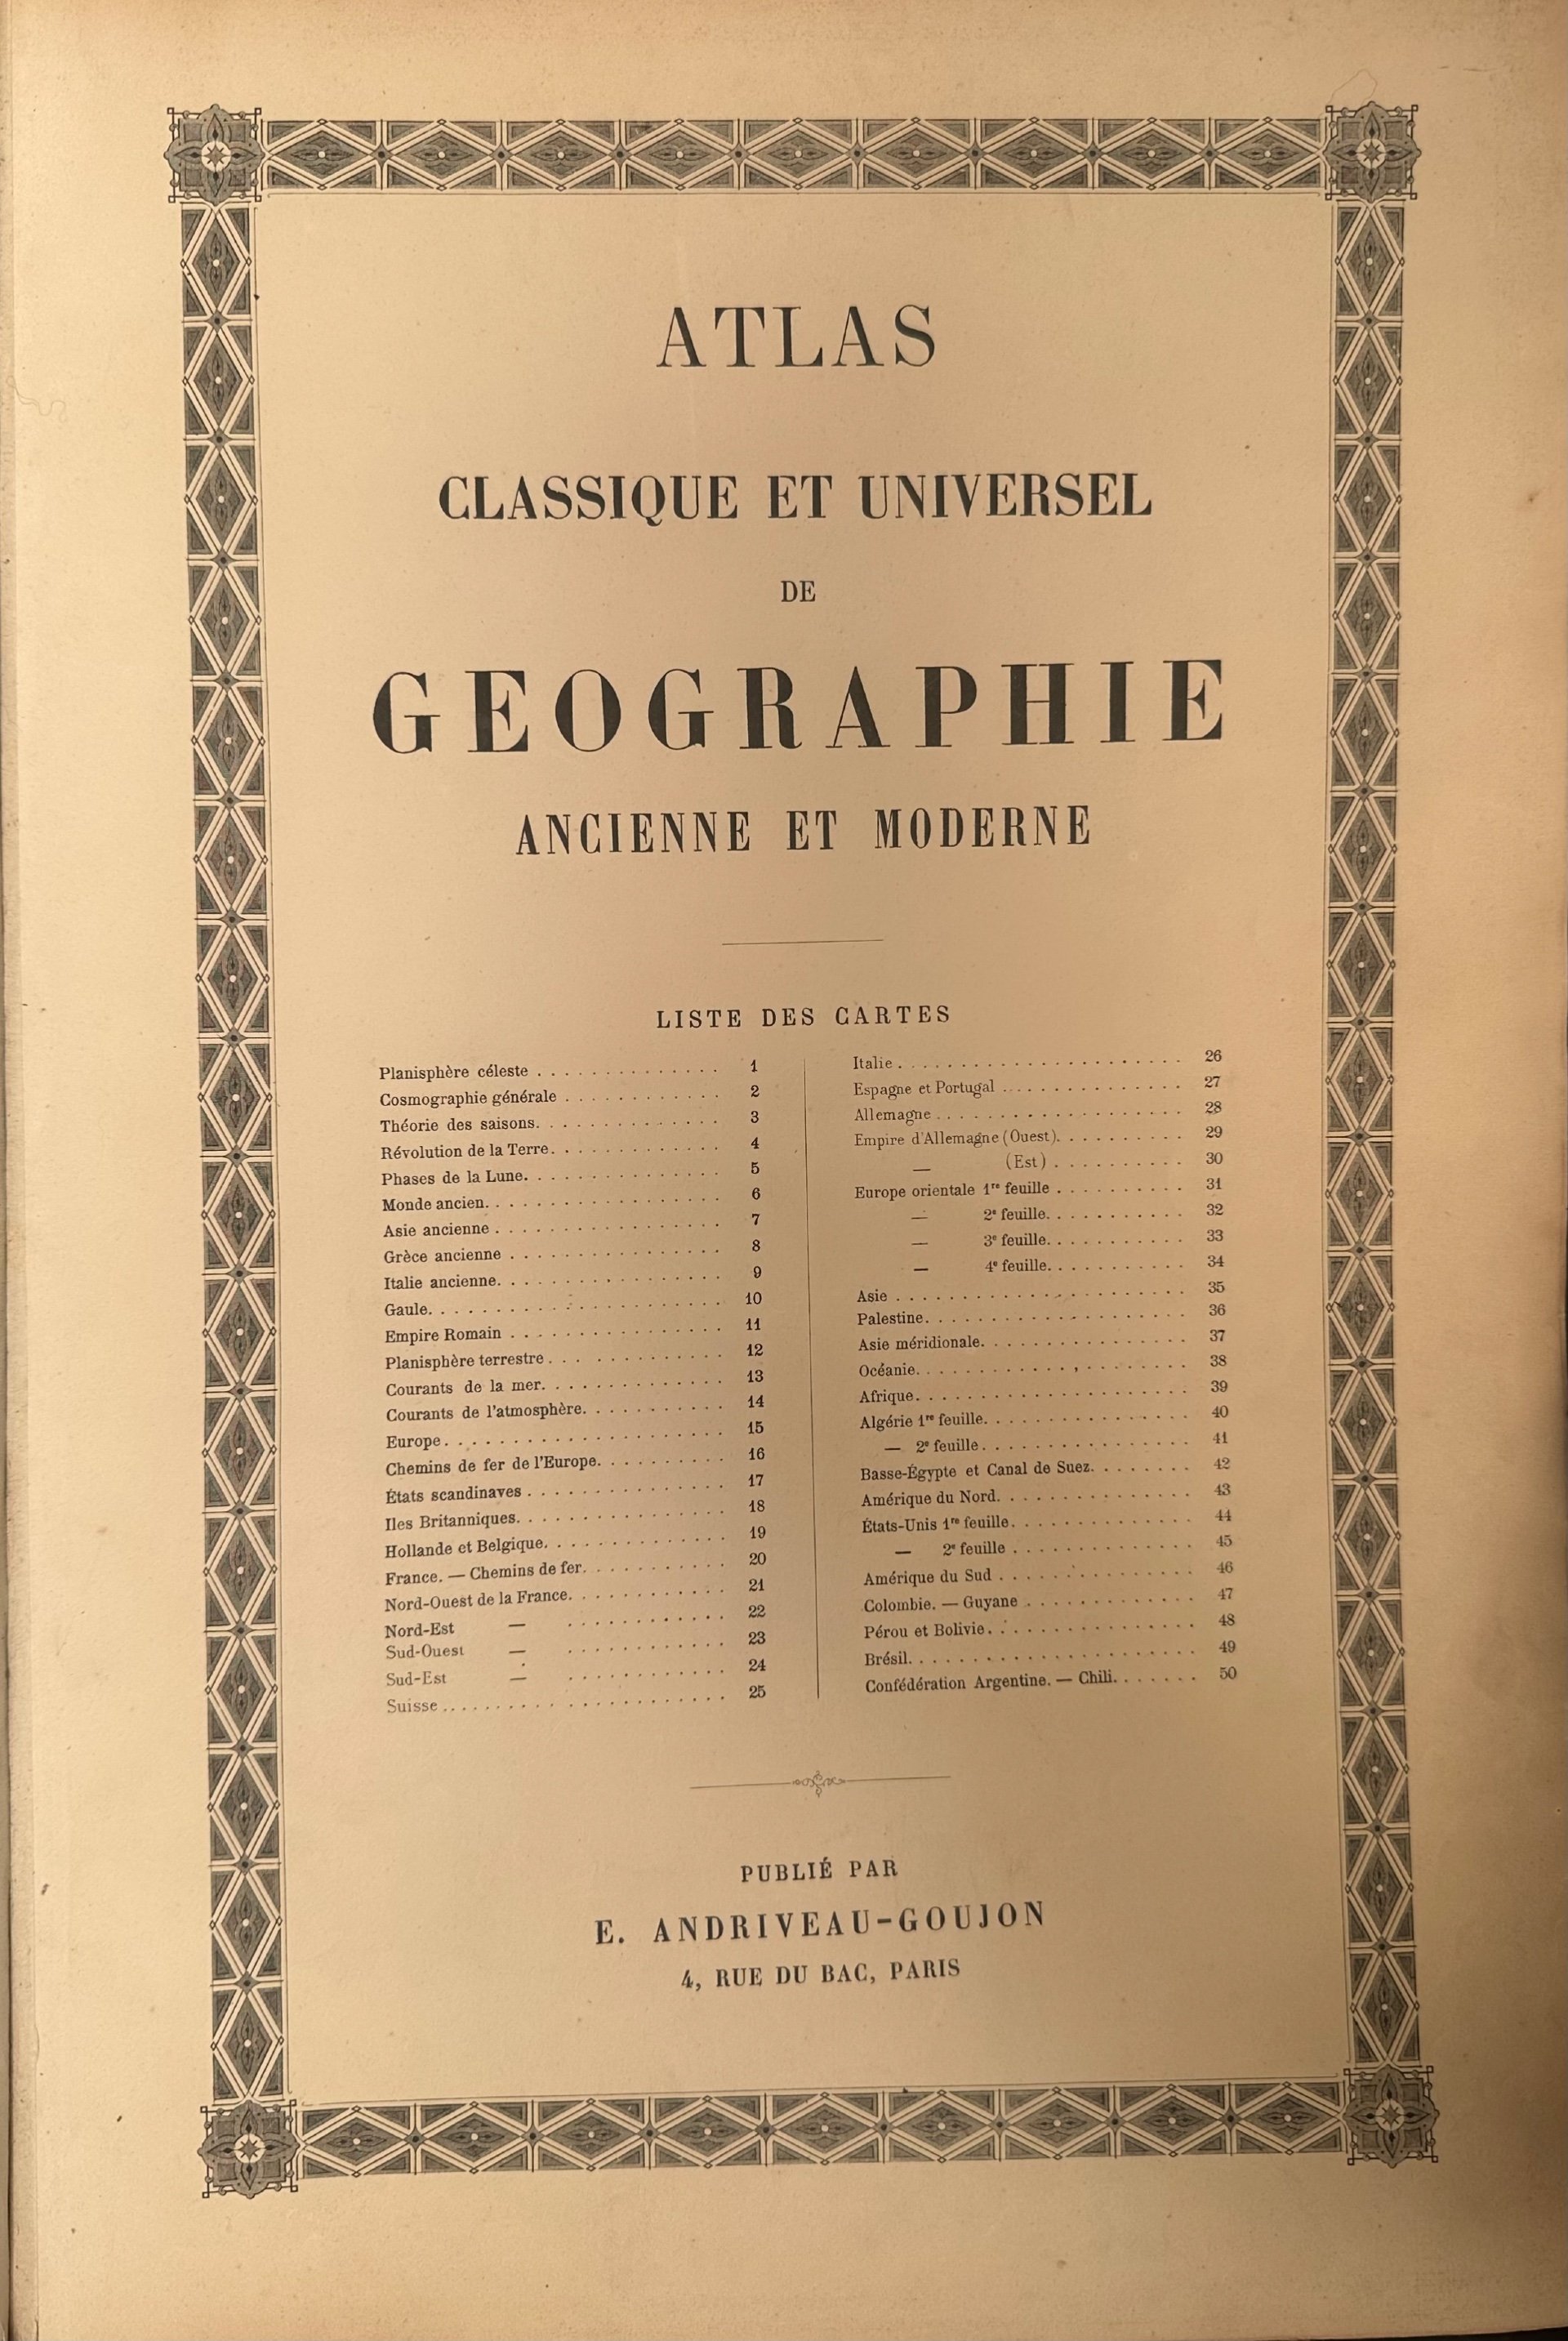 ATLAS
CLASSIQUE ET UNIVERSEL
DE
GEOGRAPHIE
ANCIENNE ET MODERNE
LISTE DES CARTES
Planisphère céleste . . . . . . . . . . . . . . 1
Cosmographie générale . . . . . . . . . . . . 2
Théorie des saisons. . . . . . . . . . . . . . 3
Révolution de la Terre. . . . . . . . . . . . . 4
Phases de la Lune. . . . . . . . . . . . . . . 5
Monde ancien. . . . . . . . . . . . . . . . . . 6
Asie ancienne . . . . . . . . . . . . . . . . . 7
Grèce ancienne . . . . . . . . . . . . . . . . 8
Italie ancienne. . . . . . . . . . . . . . . . . 9
Gaule. . . . . . . . . . . . . . . . . . . . . . 10
Empire Romain . . . . . . . . . . . . . . . . 11
Planisphère terrestre . . . . . . . . . . . . . 12
Courants de la mer. . . . . . . . . . . . . . 13
Courants de l'atmosphère. . . . . . . . . . . 14
Europe . . . . . . . . . . . . . . . . . . . . . 15
Chemins de fer de l'Europe. . . . . . . . . . 16
États scandinaves . . . . . . . . . . . . . . . 17
Iles Britanniques. . . . . . . . . . . . . . . . 18
Hollande et Belgique. . . . . . . . . . . . . . 19
France. — Chemins de fer. . . . . . . . . . . 20
Nord-Ouest de la France. . . . . . . . . . . . 21
Nord-Est — . . . . . . . . . . . . 22
Sud-Ouest — . . . . . . . . . . . . 23
Sud-Est — . . . . . . . . . . . . 24
Suisse . . . . . . . . . . . . . . . . . . . . . 25
Italie . . . . . . . . . . . . . . . . . . . . . . 26
Espagne et Portugal . . . . . . . . . . . . . . 27
Allemagne . . . . . . . . . . . . . . . . . . . 28
Empire d'Allemagne (Ouest). . . . . . . . . . 29
— (Est) . . . . . . . . . . 30
Europe orientale 1re feuille . . . . . . . . . . 31
— 2e feuille. . . . . . . . . . . 32
— 3e feuille. . . . . . . . . . . 33
— 4e feuille. . . . . . . . . . . 34
Asie . . . . . . . . . . . . . . . . . . . . . . 35
Palestine. . . . . . . . . . . . . . . . . . . . 36
Asie méridionale. . . . . . . . . . . . . . . . 37
Océanie. . . . . . . . . . . . . . . . . . . . . 38
Afrique. . . . . . . . . . . . . . . . . . . . . 39
Algérie 1re feuille. . . . . . . . . . . . . . . . 40
— 2e feuille. . . . . . . . . . . . . . . . 41
Basse-Égypte et Canal de Suez. . . . . . . . 42
Amérique du Nord. . . . . . . . . . . . . . . 43
États-Unis 1re feuille. . . . . . . . . . . . . . 44
— 2e feuille . . . . . . . . . . . . . . 45
Amérique du Sud . . . . . . . . . . . . . . . 46
Colombie. — Guyane . . . . . . . . . . . . . 47
Pérou et Bolivie. . . . . . . . . . . . . . . . 48
Brésil. . . . . . . . . . . . . . . . . . . . . . 49
Confédération Argentine. — Chili. . . . . . . 50
PUBLIÉ PAR
E. ANDRIVEAU-GOUJON
4, RUE DU BAC, PARIS